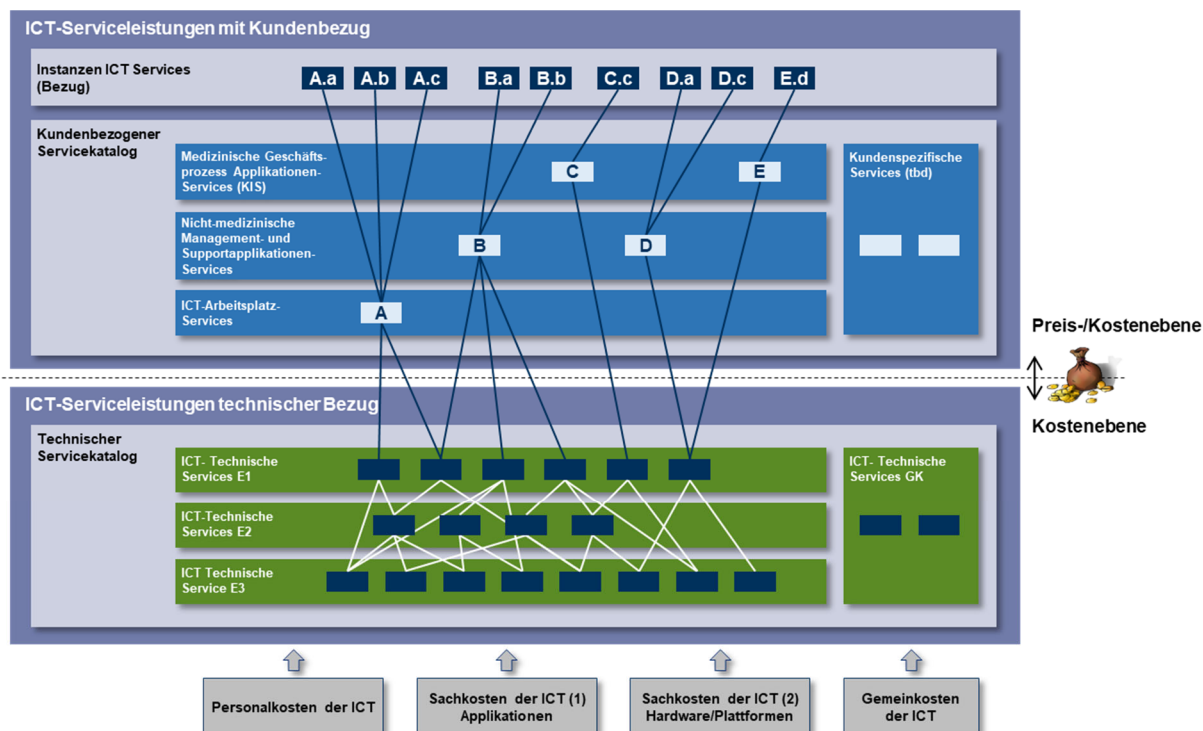 ICT-Serviceleistungen mit Kundenbezug
Instanzen ICT Services
(Bezug)
A.a
A.b
A.c
B.a
B.b
C.c
D.a
D.c
E.d
Kundenbezogener
Servicekatalog
Medizinische Geschäfts-
prozess Applikationen-
Services (KIS)
C
E
Kundenspezifische
Services (tbd)
Nicht-medizinische
Management- und
Supportapplikationen-
Services
B
D
ICT-Arbeitsplatz-
Services
A
Preis-/Kostenebene
Kostenebene
ICT-Serviceleistungen technischer Bezug
Technischer
Servicekatalog
ICT- Technische
Services E1
ICT- Technische
Services GK
ICT-Technische
Services E2
ICT Technische
Service E3
Personalkosten der ICT
Sachkosten der ICT (1)
Applikationen
Sachkosten der ICT (2)
Hardware/Plattformen
Gemeinkosten
der ICT